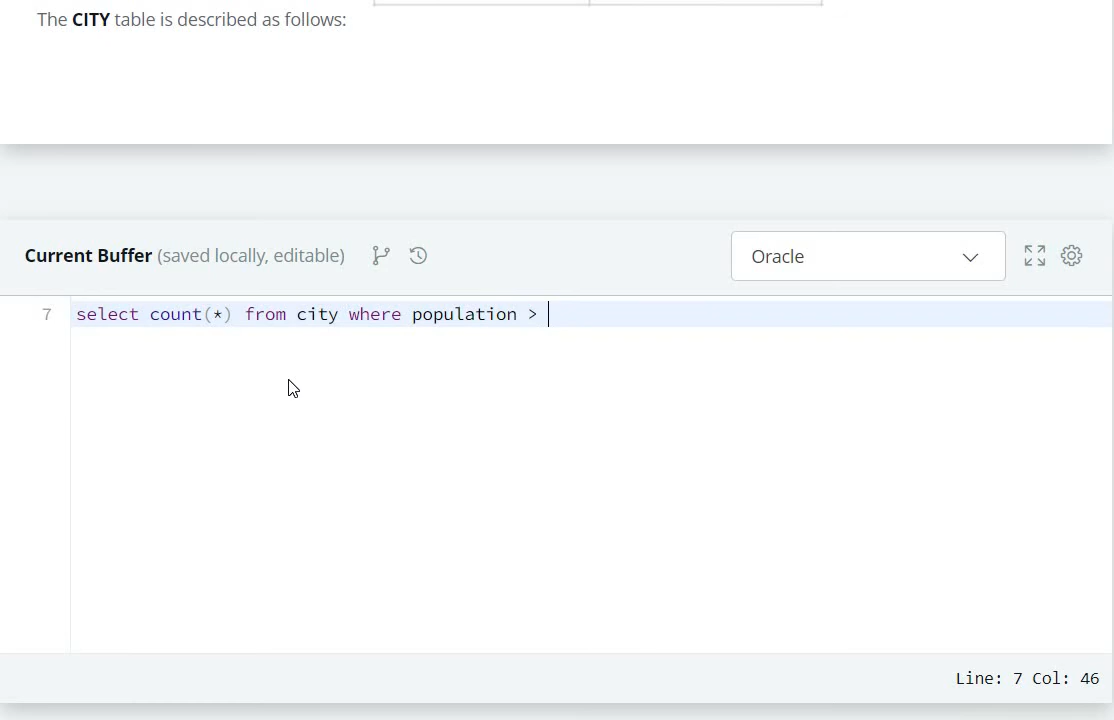 The CITY table is described as follows:
Current Buffer (saved locally, editable)
Oracle
7 select count(*) from city where population >
Line: 7 Col: 46